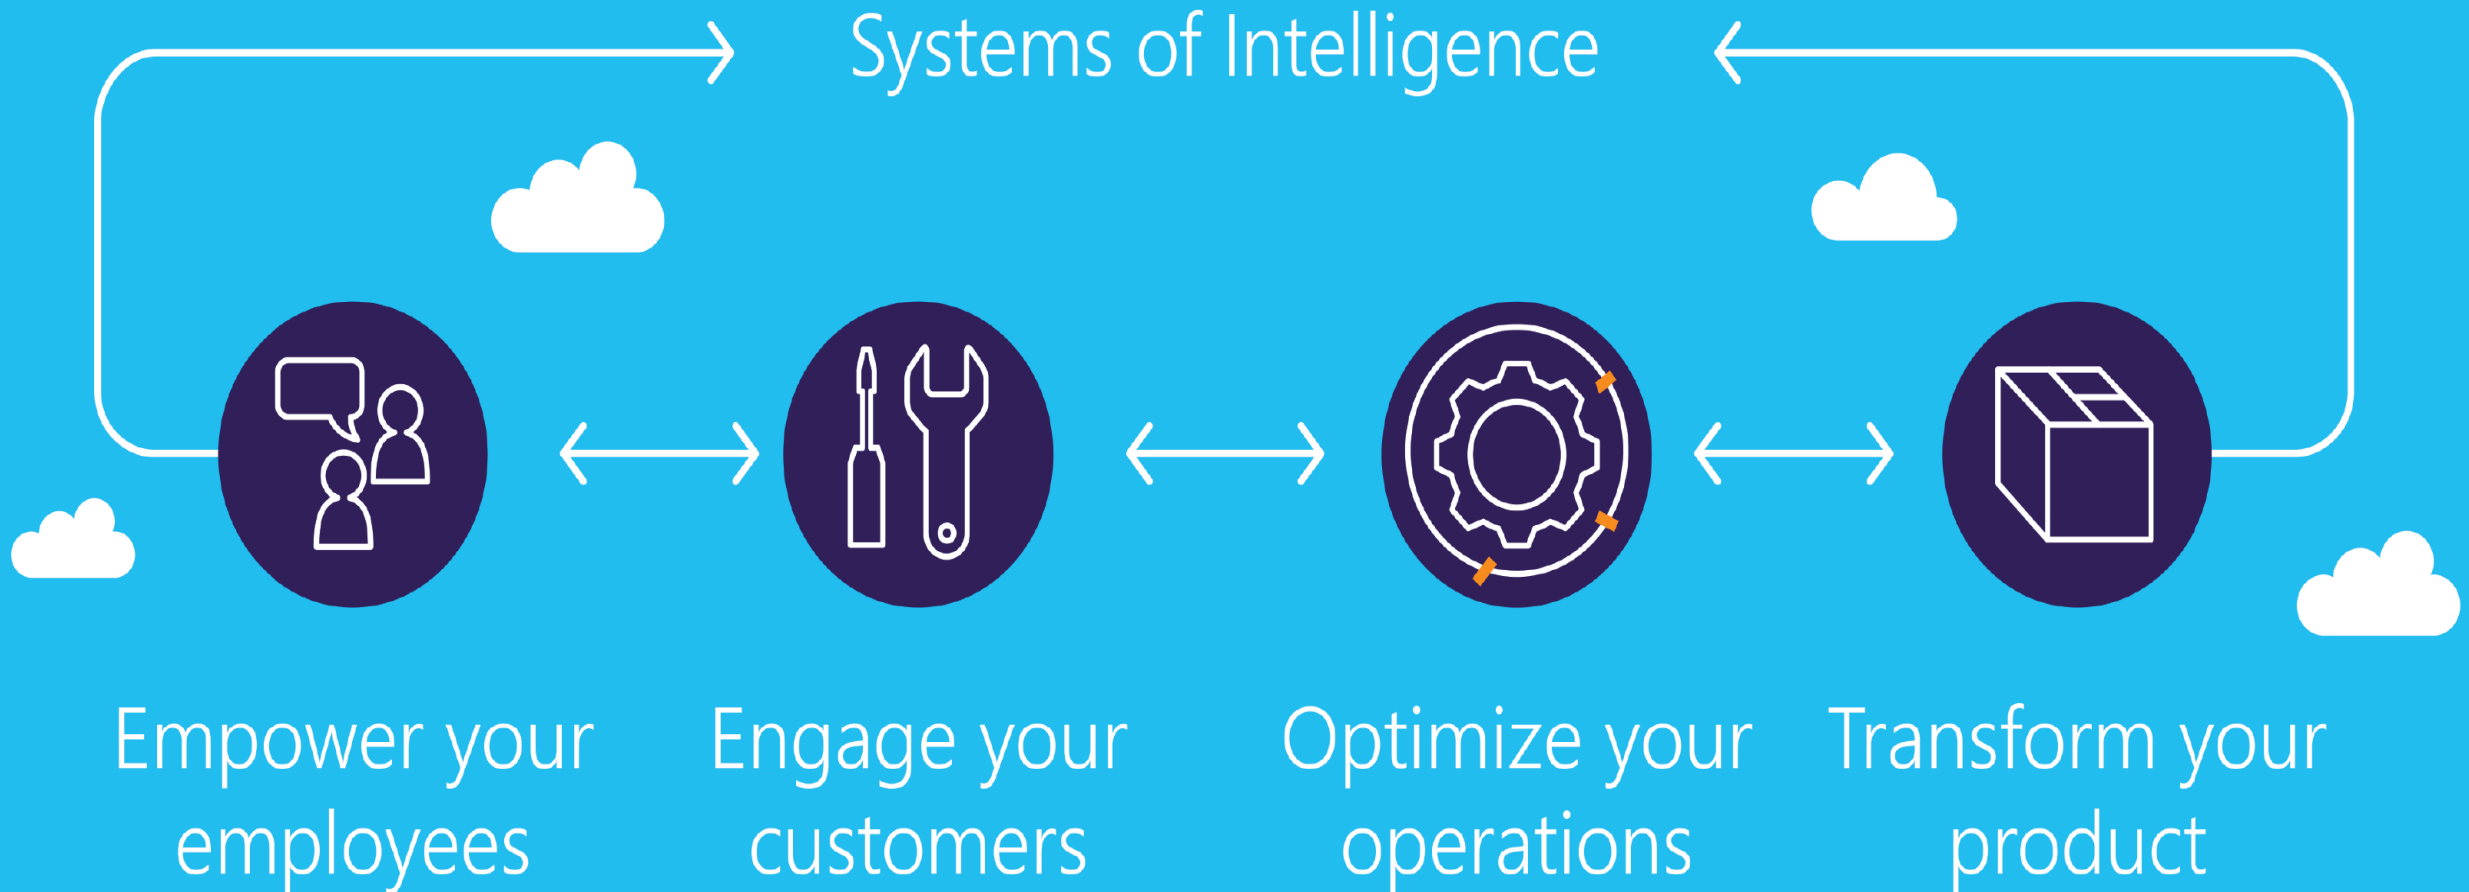 Systems of Intelligence
Empower your
employees
Engage your
customers
Optimize your
operations
Transform your
product